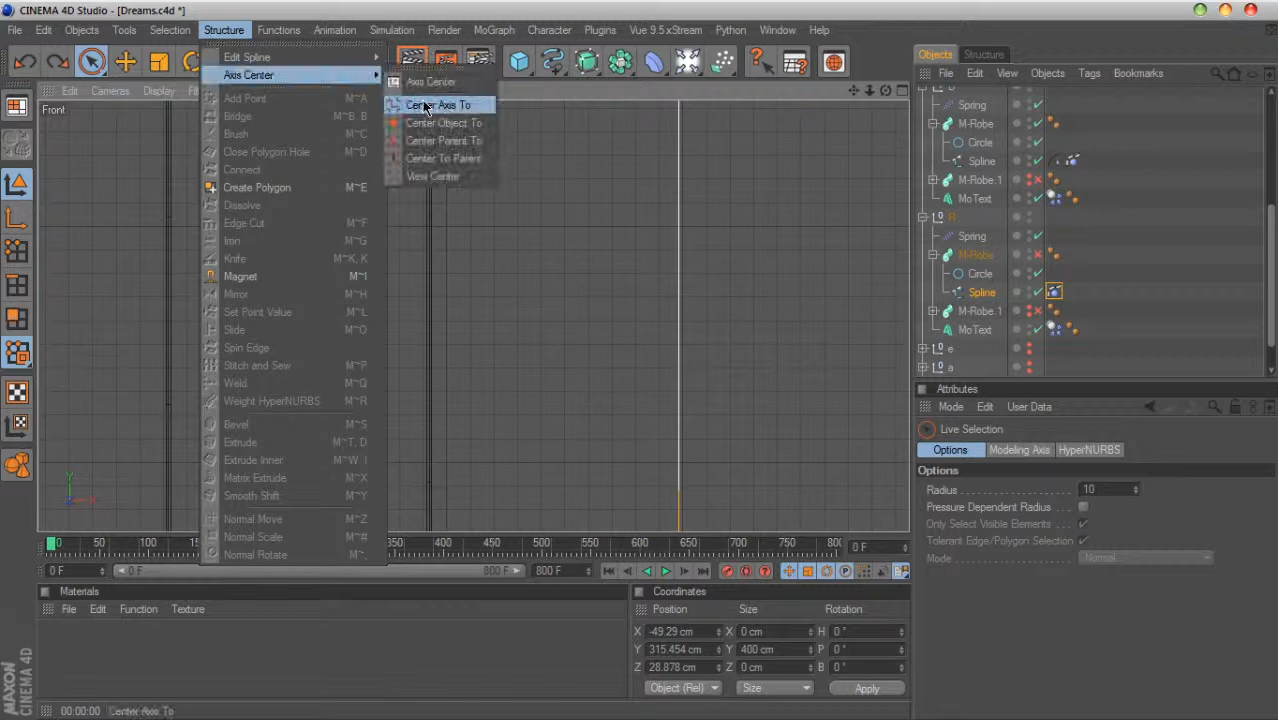 CINEMA 4D Studio - [Dreams.c4d *]
File Edit Objects Tools Selection Structure Functions Animation Simulation Render MoGraph Character Plugins Vue 9.5 xStream Python Window Help
Objects Structure
File Edit View Objects Tags Bookmarks
Edit Cameras Display
Front
Edit Spline
Axis Center
Add Point M~A
Bridge M~B, B
Brush M~C
Close Polygon Hole M~D
Connect
Create Polygon M~E
Dissolve
Edge Cut M~F
Iron M~G
Knife M~K, K
Magnet M~I
Mirror M~H
Set Point Value M~L
Slide M~O
Spin Edge
Stitch and Sew M~P
Weld M~Q
Weight HyperNURBS M~R
Bevel M~S
Extrude M~T, D
Extrude Inner M~W, I
Matrix Extrude M~X
Smooth Shift M~Y
Normal Move M~Z
Normal Scale M~#
Normal Rotate M~,
Axis Center
Center Axis To
Center Object To
Center Parent To
Center To Parent
View Center
Spring
M-Robe
Circle
Spline
M-Robe.1
MoText
R
Spring
M-Robe
Circle
Spline
M-Robe.1
MoText
e
a
Attributes
Mode Edit User Data
Live Selection
Options Modeling Axis HyperNURBS
Options
Radius 10
Pressure Dependent Radius
Only Select Visible Elements
Tolerant Edge/Polygon Selection
Mode Normal
0 50 100 350 400 450 500 550 600 650 700 750 0 F
0 F 0 F 800 F 800 F
Materials
File Edit Function Texture
Coordinates
Position Size Rotation
X -49.29 cm X 0 cm H 0 °
Y 315.454 cm Y 400 cm P 0 °
Z 28.878 cm Z 0 cm B 0 °
Object (Rel) Size Apply
MAXON
CINEMA 4D
00:00:00 Center Axis To